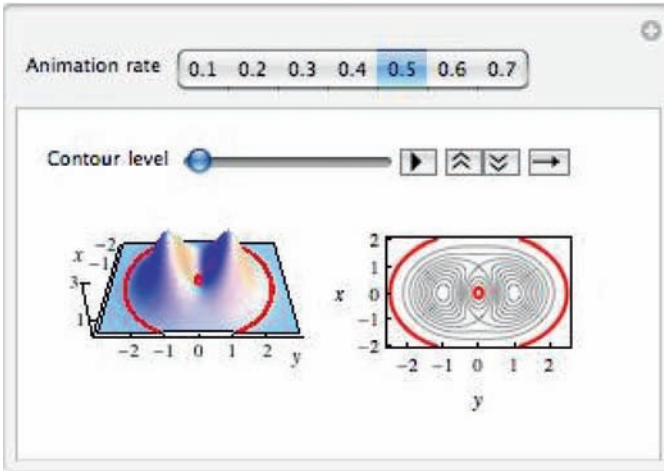 Animation rate 0.1 0.2 0.3 0.4 0.5 0.6 0.7
Contour level
x -2
-1
3
1
-2 -1 0 1 2 y
x
2
1
0
-1
-2
-2 -1 0 1 2
y